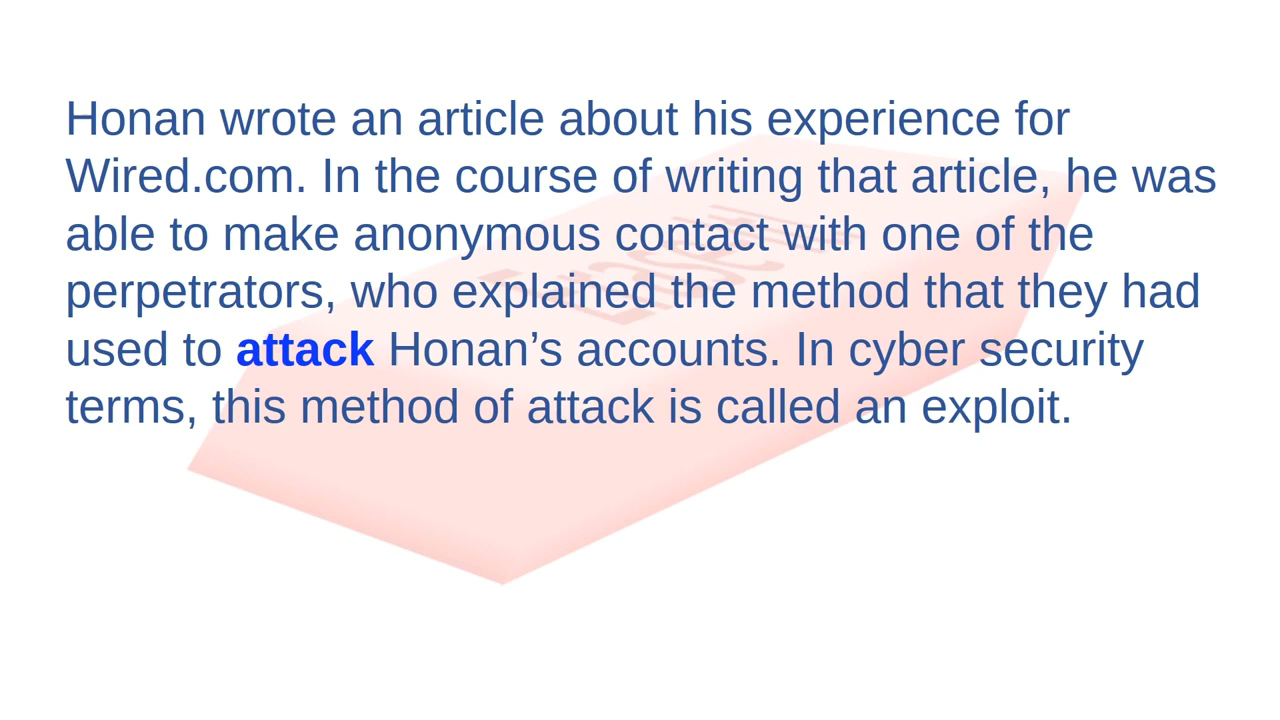 Honan wrote an article about his experience for
Wired.com. In the course of writing that article, he was
able to make anonymous contact with one of the
perpetrators, who explained the method that they had
used to attack Honan’s accounts. In cyber security
terms, this method of attack is called an exploit.